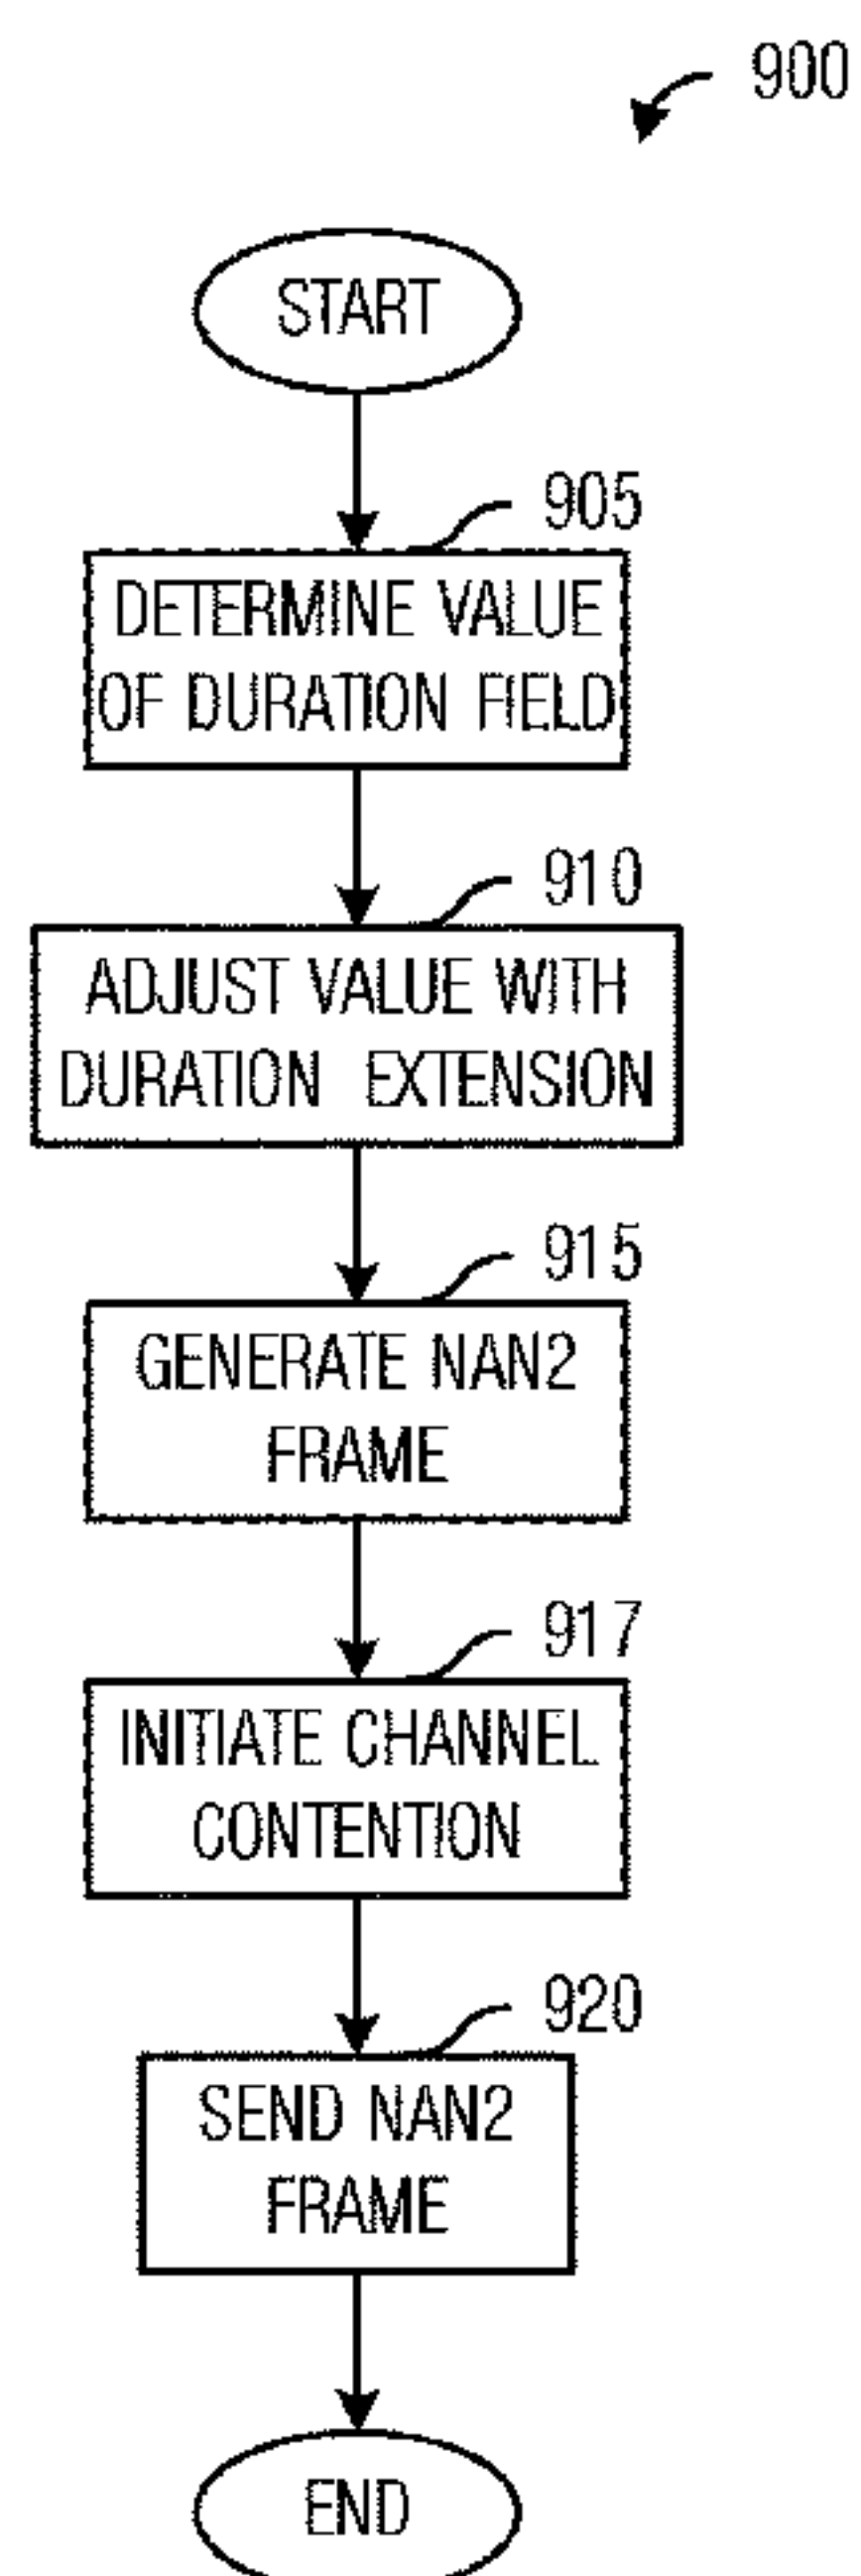 900
START
905
DETERMINE VALUE
OF DURATION FIELD
910
ADJUST VALUE WITH
DURATION EXTENSION
915
GENERATE NAN2
FRAME
917
INITIATE CHANNEL
CONTENTION
920
SEND NAN2
FRAME
END